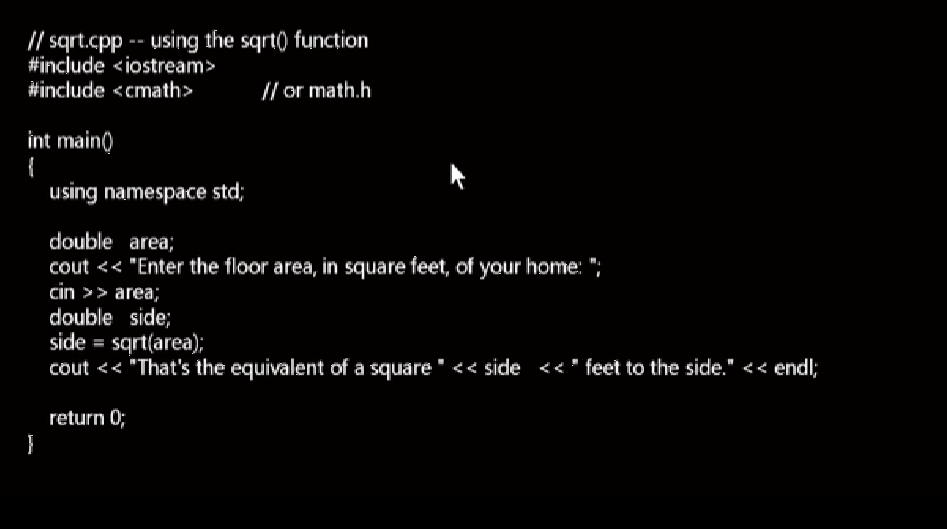 // sqrt.cpp -- using the sqrt() function
#include <iostream>
#include <cmath>          // or math.h
int main()
{
using namespace std;
double   area;
cout << "Enter the floor area, in square feet, of your home: ";
cin >> area;
double   side;
side = sqrt(area);
cout << "That's the equivalent of a square " << side   << " feet to the side." << endl;
return 0;
}